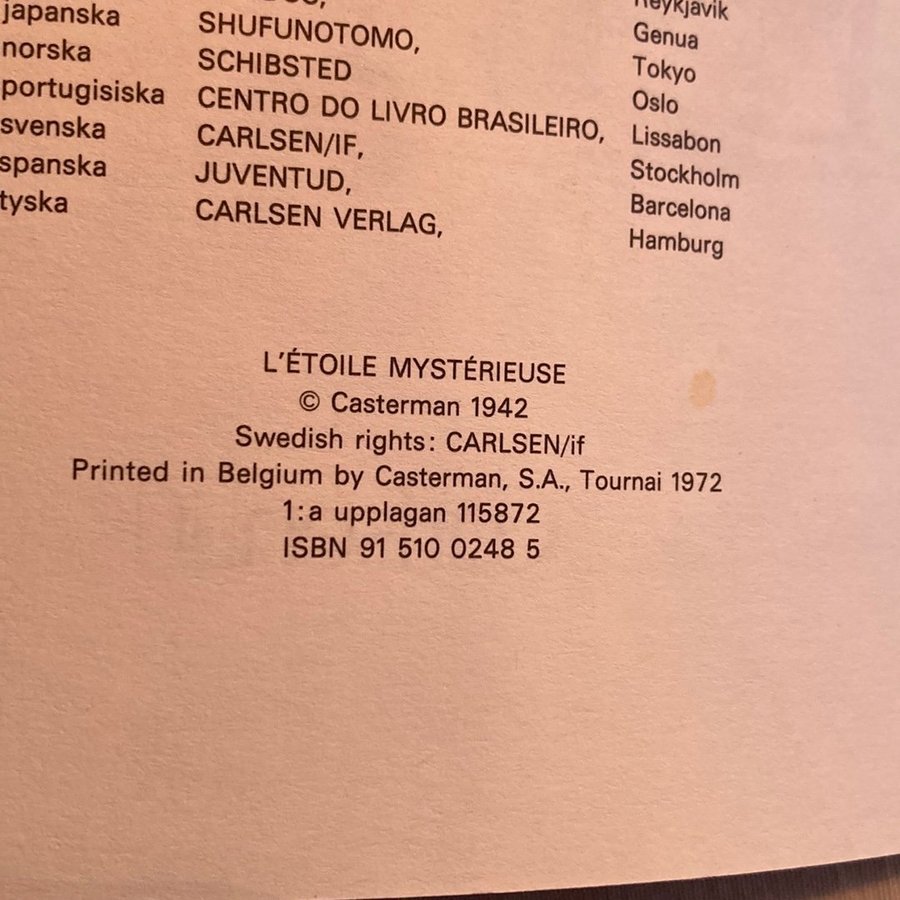 Reykjavik
Genua
japanska SHUFUNOTOMO, Tokyo
norska SCHIBSTED Oslo
portugisiska CENTRO DO LIVRO BRASILEIRO, Lissabon
svenska CARLSEN/IF, Stockholm
spanska JUVENTUD, Barcelona
tyska CARLSEN VERLAG, Hamburg
L'ÉTOILE MYSTÉRIEUSE
© Casterman 1942
Swedish rights: CARLSEN/if
Printed in Belgium by Casterman, S.A., Tournai 1972
1:a upplagan 115872
ISBN 91 510 0248 5